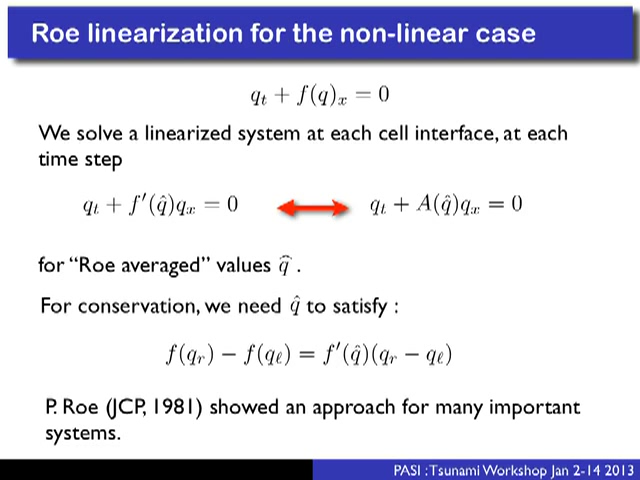 Roe linearization for the non-linear case
q_t + f(q)_x = 0
We solve a linearized system at each cell interface, at each
time step
q_t + f′(q̂)q_x = 0 q_t + A(q̂)q_x = 0
for “Roe averaged” values q̂ .
For conservation, we need q̂ to satisfy :
f(q_r) − f(q_ℓ) = f′(q̂)(q_r − q_ℓ)
P. Roe (JCP, 1981) showed an approach for many important
systems.
PASI : Tsunami Workshop Jan 2-14 2013